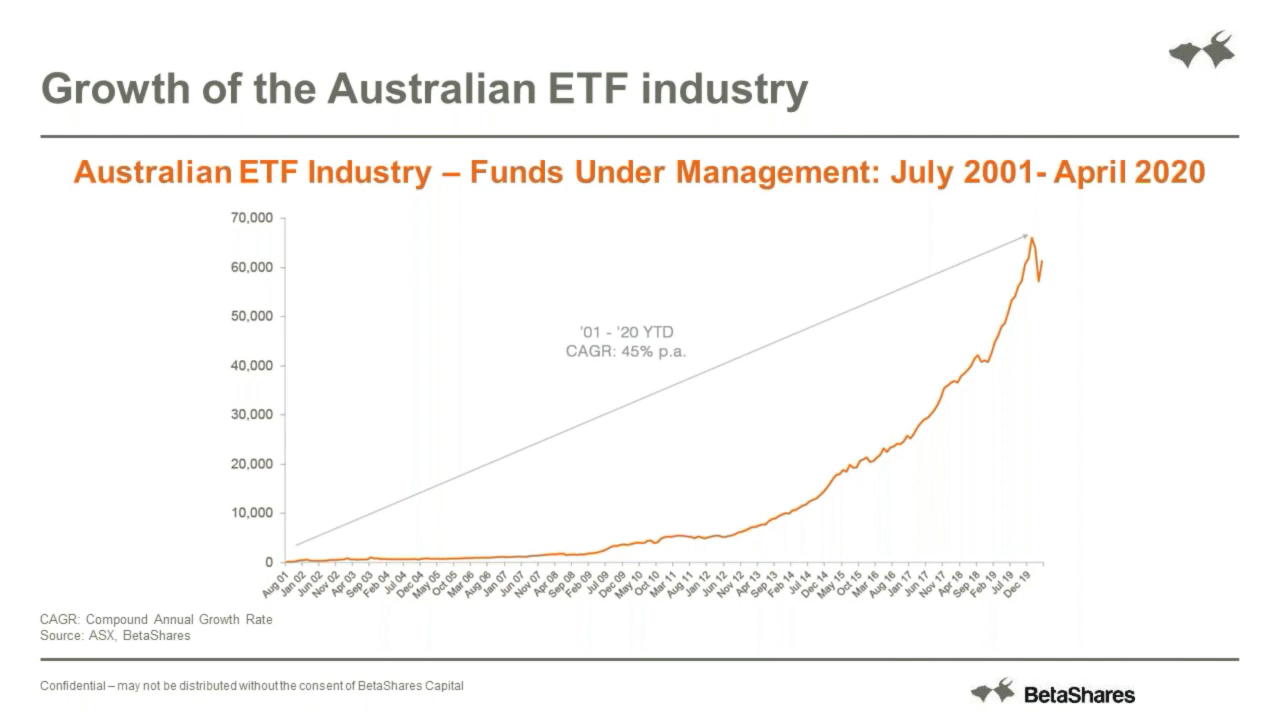 Growth of the Australian ETF industry
Australian ETF Industry – Funds Under Management: July 2001- April 2020
70,000
60,000
50,000
40,000
30,000
20,000
10,000
0
'01 - '20 YTD
CAGR: 45% p.a.
Aug 01
Jan 02
Jun 02
Nov 02
Apr 03
Sep 03
Feb 04
Jul 04
Dec 04
May 05
Oct 05
Mar 06
Aug 06
Jan 07
Jun 07
Nov 07
Apr 08
Sep 08
Feb 09
Jul 09
Dec 09
May 10
Oct 10
Mar 11
Aug 11
Jan 12
Jun 12
Nov 12
Apr 13
Sep 13
Feb 14
Jul 14
Dec 14
May 15
Oct 15
Mar 16
Aug 16
Jan 17
Jun 17
Nov 17
Apr 18
Sep 18
Feb 19
Jul 19
Dec 19
CAGR: Compound Annual Growth Rate
Source: ASX, BetaShares
Confidential – may not be distributed without the consent of BetaShares Capital
BetaShares